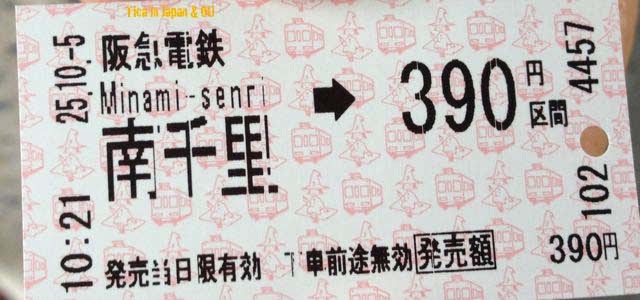 Tica in Japan & GU
25.10.-5
10:21
阪急電鉄
Minami-senri
南千里
➡ 390円区間
4457
102
発売当日限有効 下車前途無効 発売額 390円